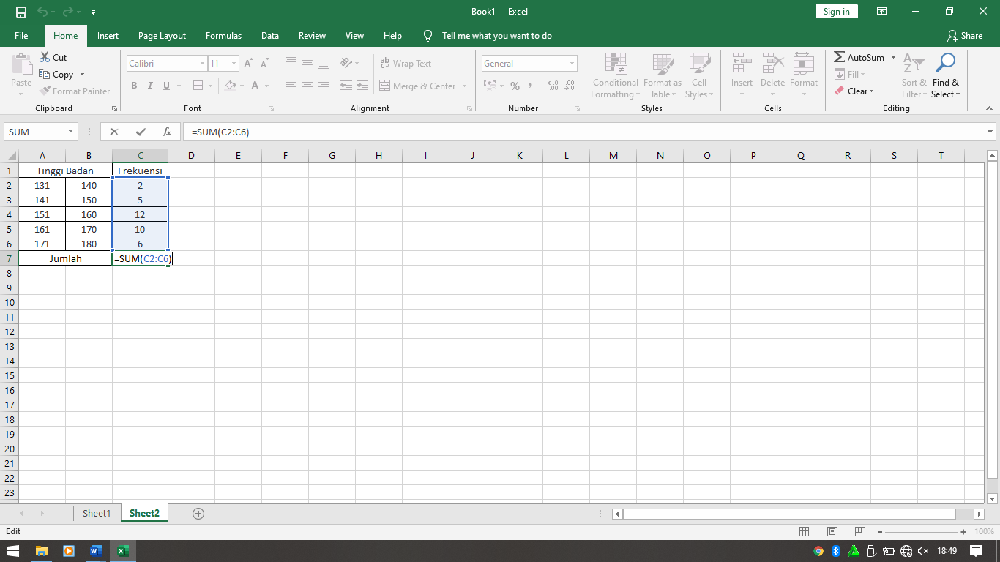 Book1 - Excel
Sign in
File Home Insert Page Layout Formulas Data Review View Help Tell me what you want to do Share
Paste
Cut
Copy
Format Painter
Clipboard
Calibri 11
B I U A
Font
ab Wrap Text
Merge & Center
Alignment
General
%
Number
Conditional Formatting
Format as Table
Cell Styles
Styles
Insert Delete Format
Cells
AutoSum
Fill
Clear
Sort & Filter
Find & Select
Editing
SUM fx =SUM(C2:C6)
A B C D E F G H I J K L M N O P Q R S T
1 Tinggi Badan Frekuensi
2 131 140 2
3 141 150 5
4 151 160 12
5 161 170 10
6 171 180 6
7 Jumlah =SUM(C2:C6)
8
9
10
11
12
13
14
15
16
17
18
19
20
21
22
23
Sheet1 Sheet2
Edit 100%
18:49